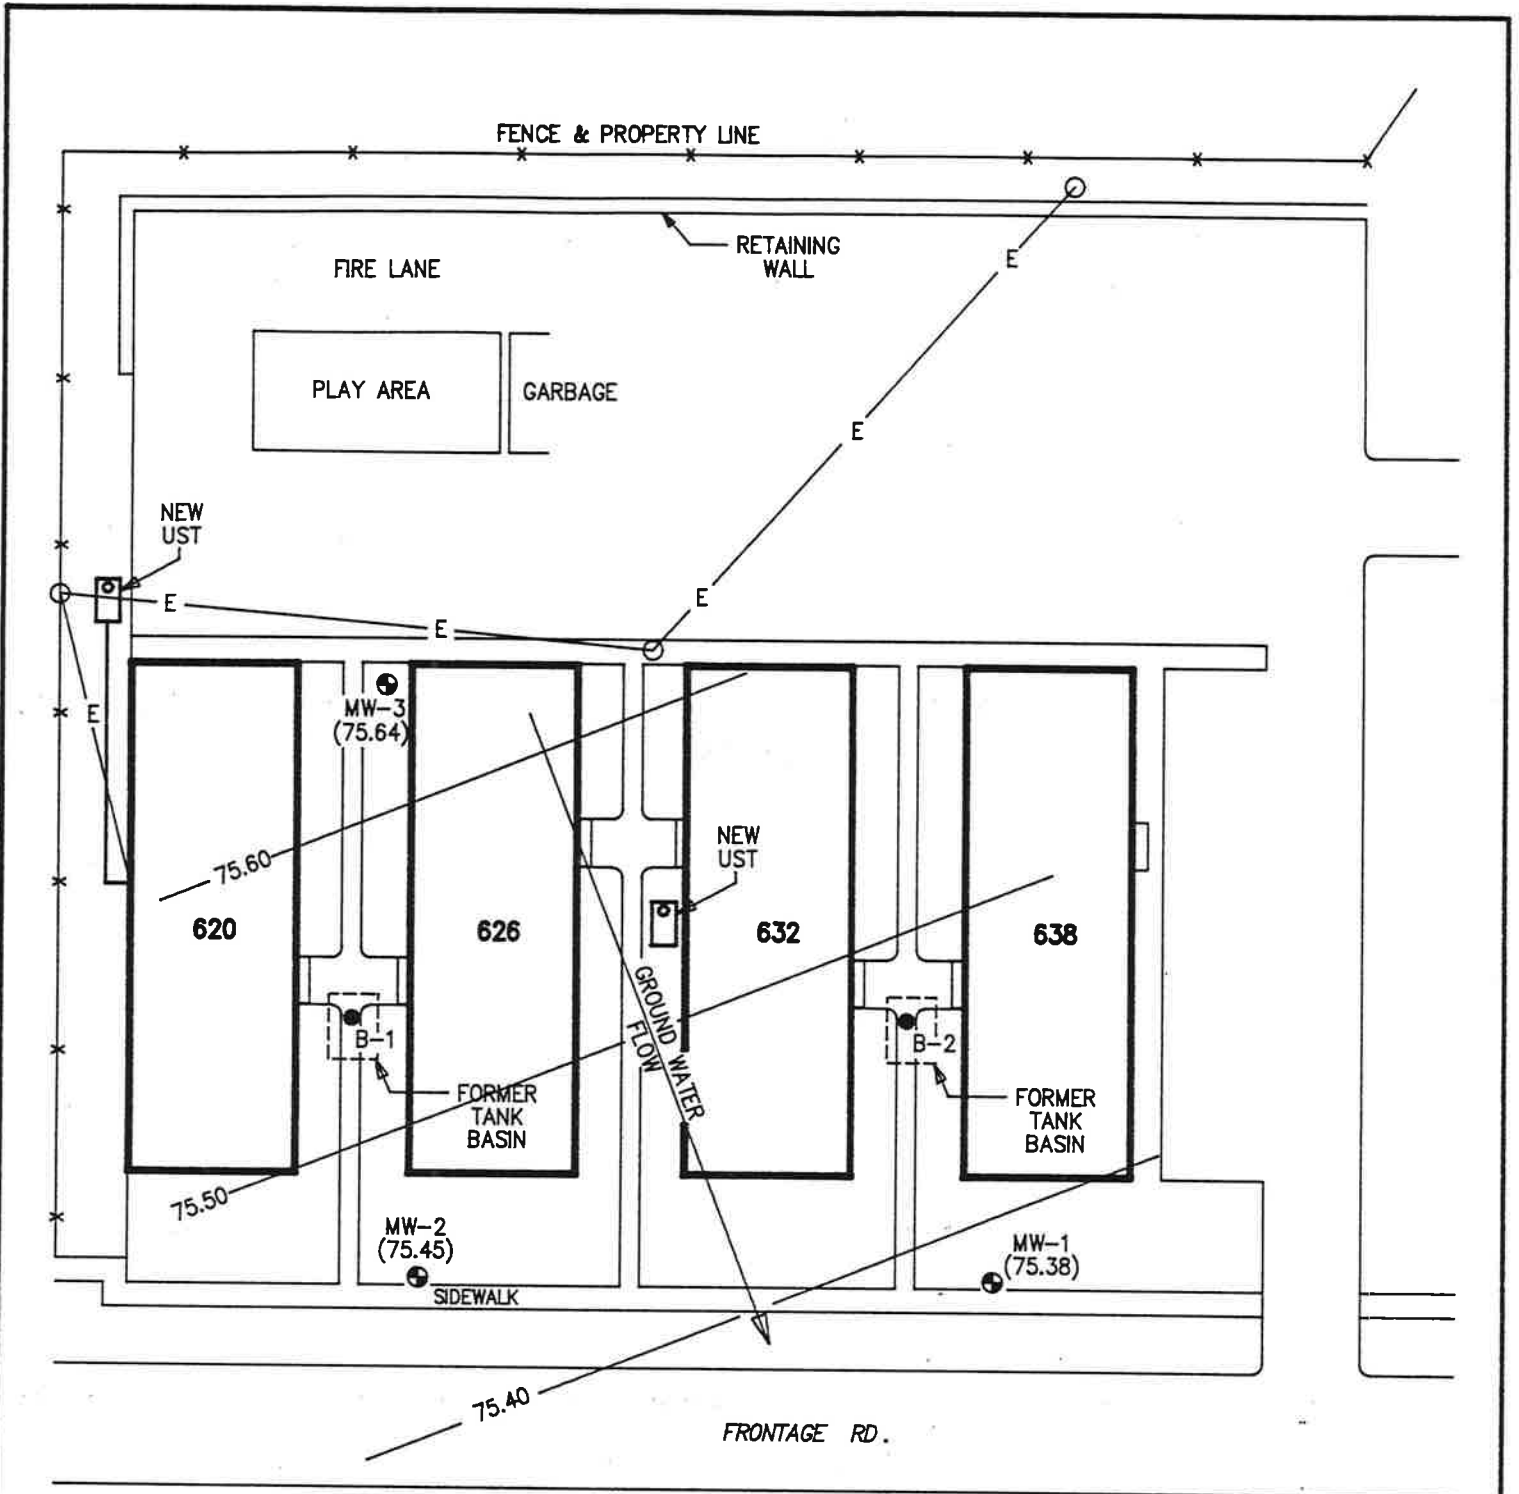 FENCE & PROPERTY LINE
E
RETAINING
WALL
FIRE LANE
PLAY AREA
GARBAGE
E
NEW
UST
E
E
E
MW-3
(75.64)
E
NEW
UST
75.60
620
626
632
638
GROUND WATER
FLOW
B-1
B-2
FORMER
TANK
BASIN
FORMER
TANK
BASIN
75.50
MW-2
(75.45)
MW-1
(75.38)
SIDEWALK
75.40
FRONTAGE RD.